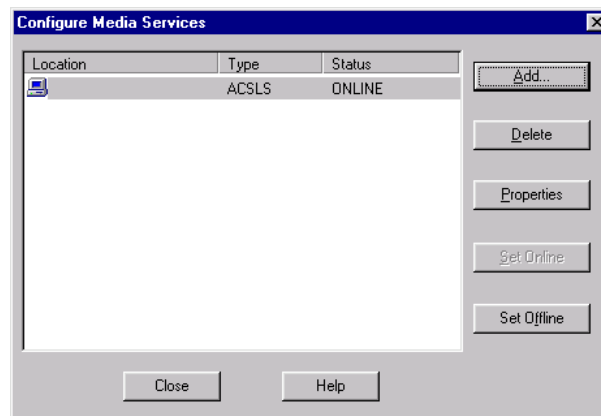 Configure Media Services
Location Type Status
ACSLS ONLINE
Add...
Delete
Properties
Set Online
Set Offline
Close Help